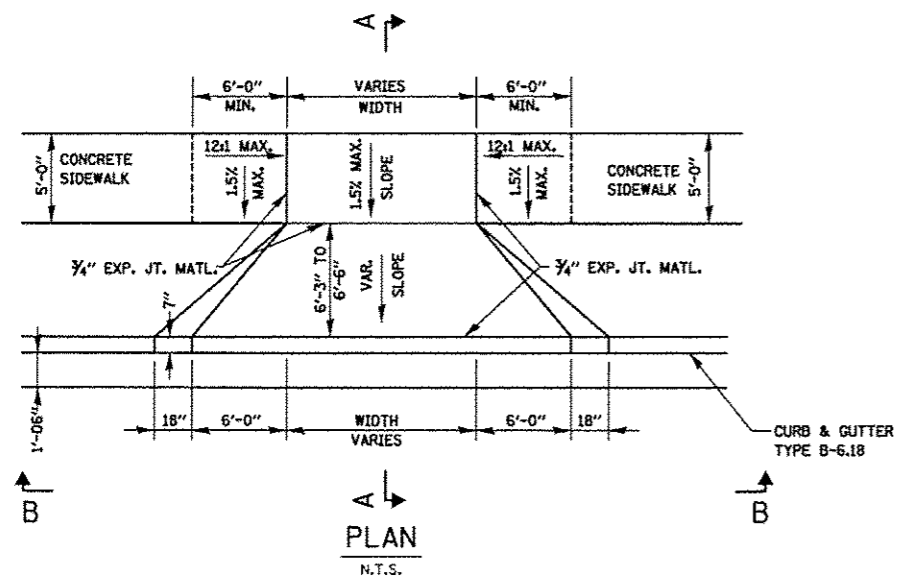 A
6'-0"
MIN.
VARIES
WIDTH
6'-0"
MIN.
5'-0"
CONCRETE
SIDEWALK
12:1 MAX.
1.5% MAX.
1.5% MAX.
SLOPE
12:1 MAX.
1.5%
MAX.
CONCRETE
SIDEWALK
5'-0"
3/4" EXP. JT. MATL.
7"
6'-3" TO
6'-6"
VAR.
SLOPE
3/4" EXP. JT. MATL.
1'-06"
18"
6'-0"
WIDTH
VARIES
6'-0"
18"
CURB & GUTTER
TYPE B-6.18
B
A
B
PLAN
N.T.S.